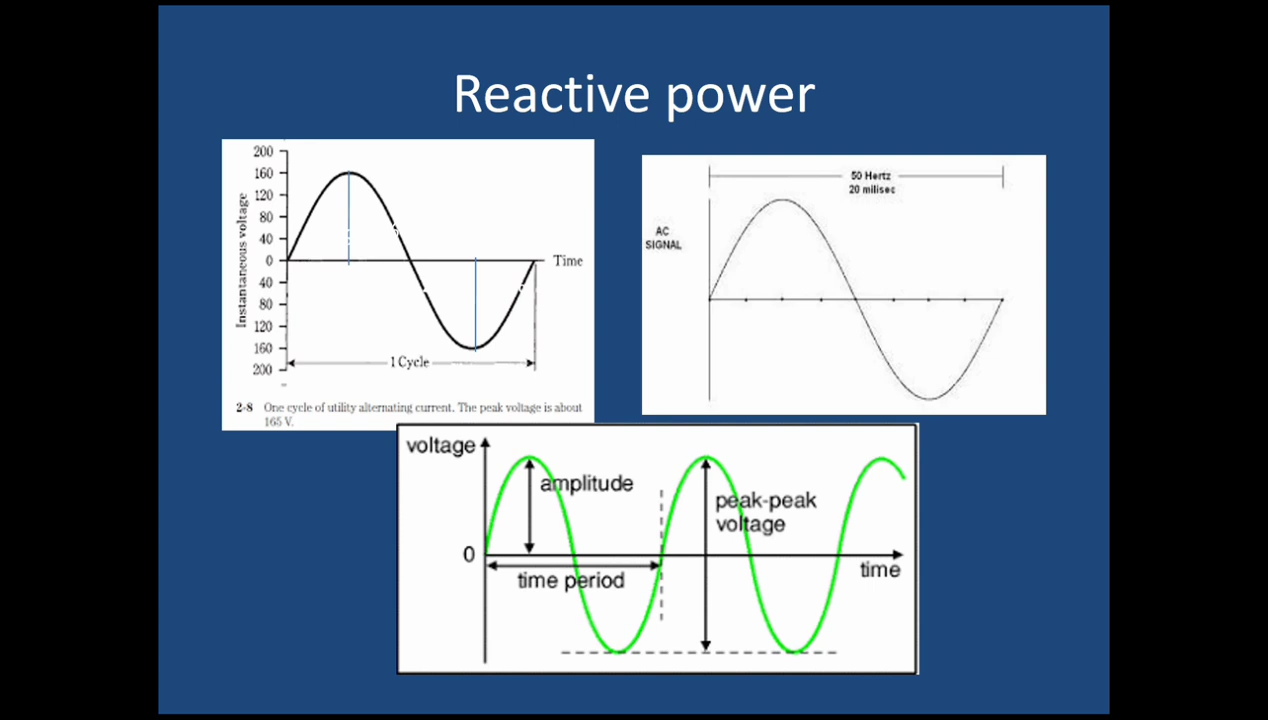 Reactive power
200
160
120
80
40
0
40
80
120
160
200
Instantaneous voltage
Time
1 Cycle
2-8 One cycle of utility alternating current. The peak voltage is about
165 V.
50 Hertz
20 milisec
AC
SIGNAL
voltage
amplitude
peak-peak
voltage
0
time
time period